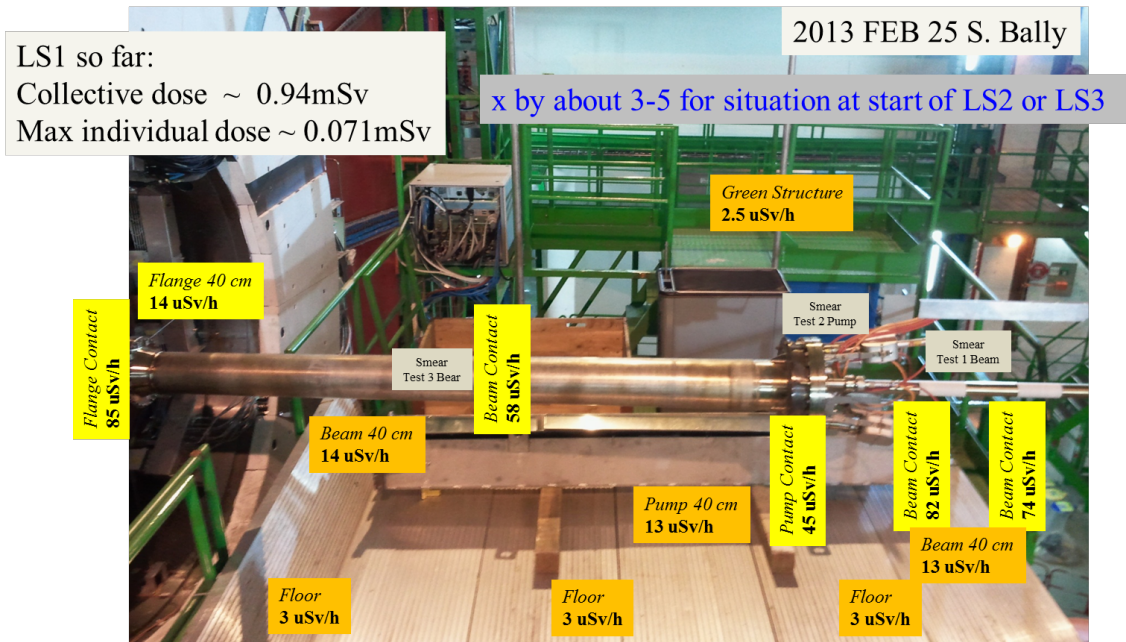 2013 FEB 25 S. Bally
LS1 so far:
Collective dose ~ 0.94mSv
Max individual dose ~ 0.071mSv
x by about 3-5 for situation at start of LS2 or LS3
Green Structure
2.5 uSv/h
Flange 40 cm
14 uSv/h
Flange Contact
85 uSv/h
Smear
Test 3 Bear
Beam Contact
58 uSv/h
Smear
Test 2 Pump
Smear
Test 1 Beam
Beam 40 cm
14 uSv/h
Pump 40 cm
13 uSv/h
Pump Contact
45 uSv/h
Beam Contact
82 uSv/h
Beam Contact
74 uSv/h
Beam 40 cm
13 uSv/h
Floor
3 uSv/h
Floor
3 uSv/h
Floor
3 uSv/h